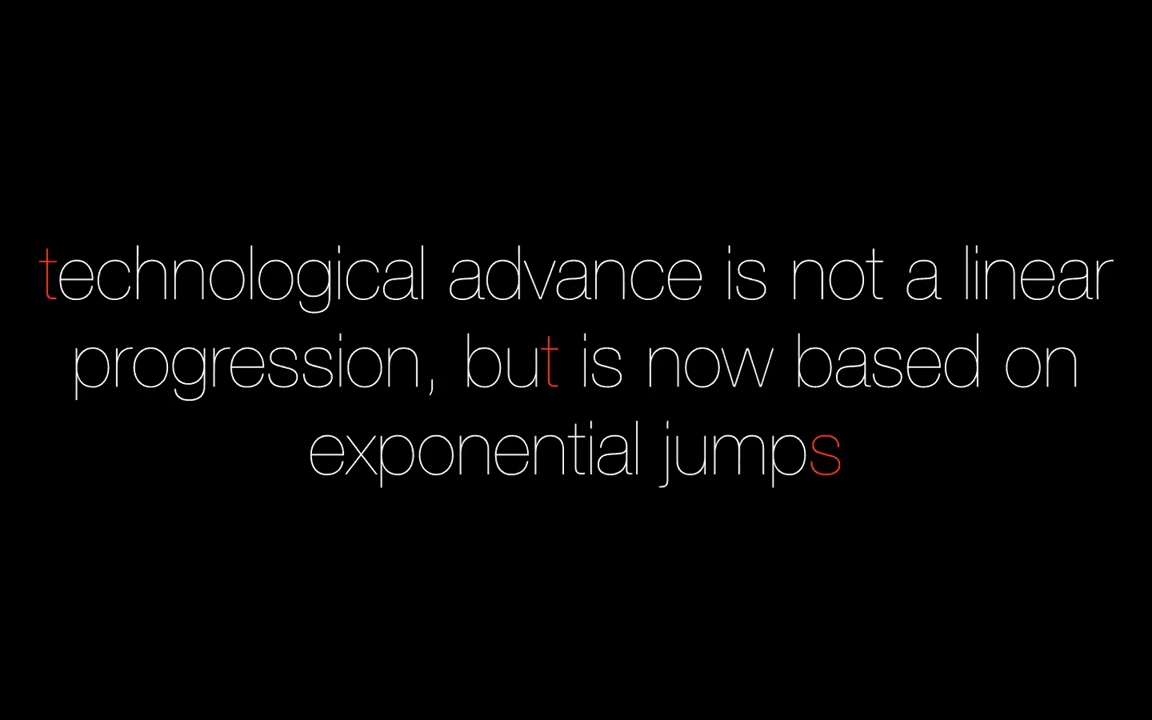 technological advance is not a linear
progression, but is now based on
exponential jumps